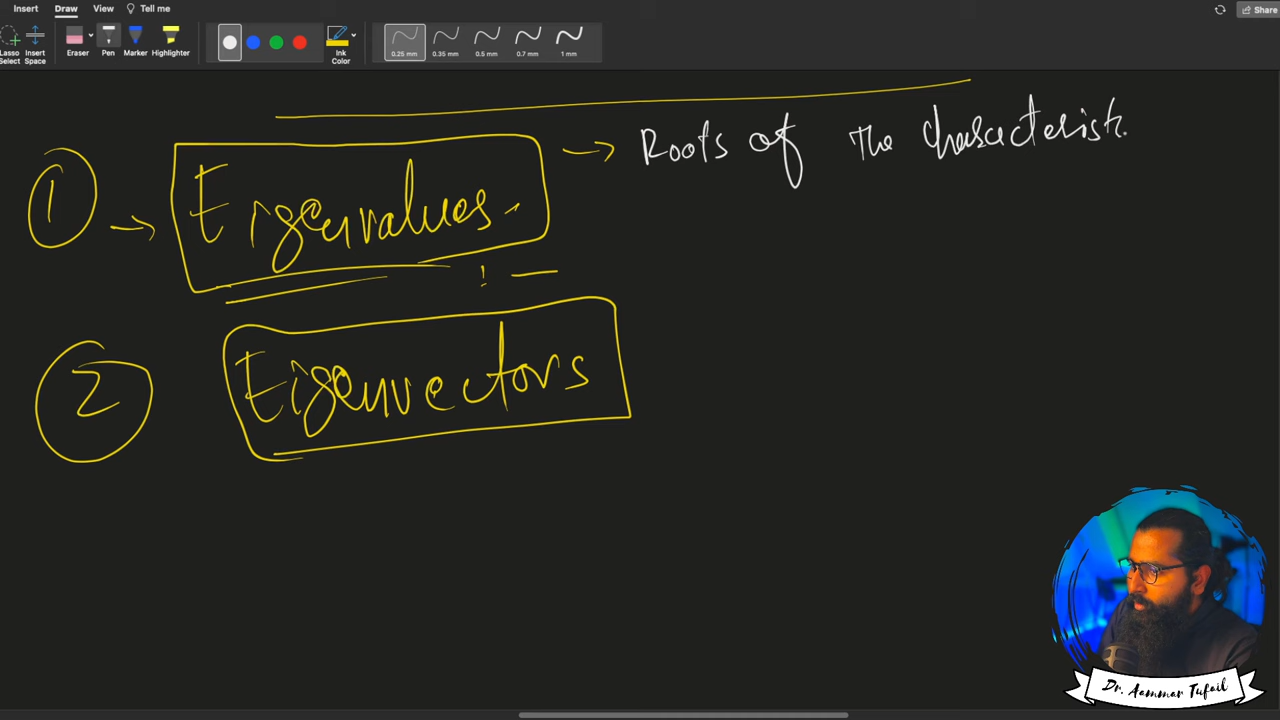 Insert Draw View Tell me Share
Lasso Select Insert Space Eraser Pen Marker Highlighter Ink Color 0.25 mm 0.35 mm 0.5 mm 0.7 mm 1 mm
① → Eigenvalues. → Roots of The characterist
! —
② Eigenvectors
Dr. Aammar Tufail